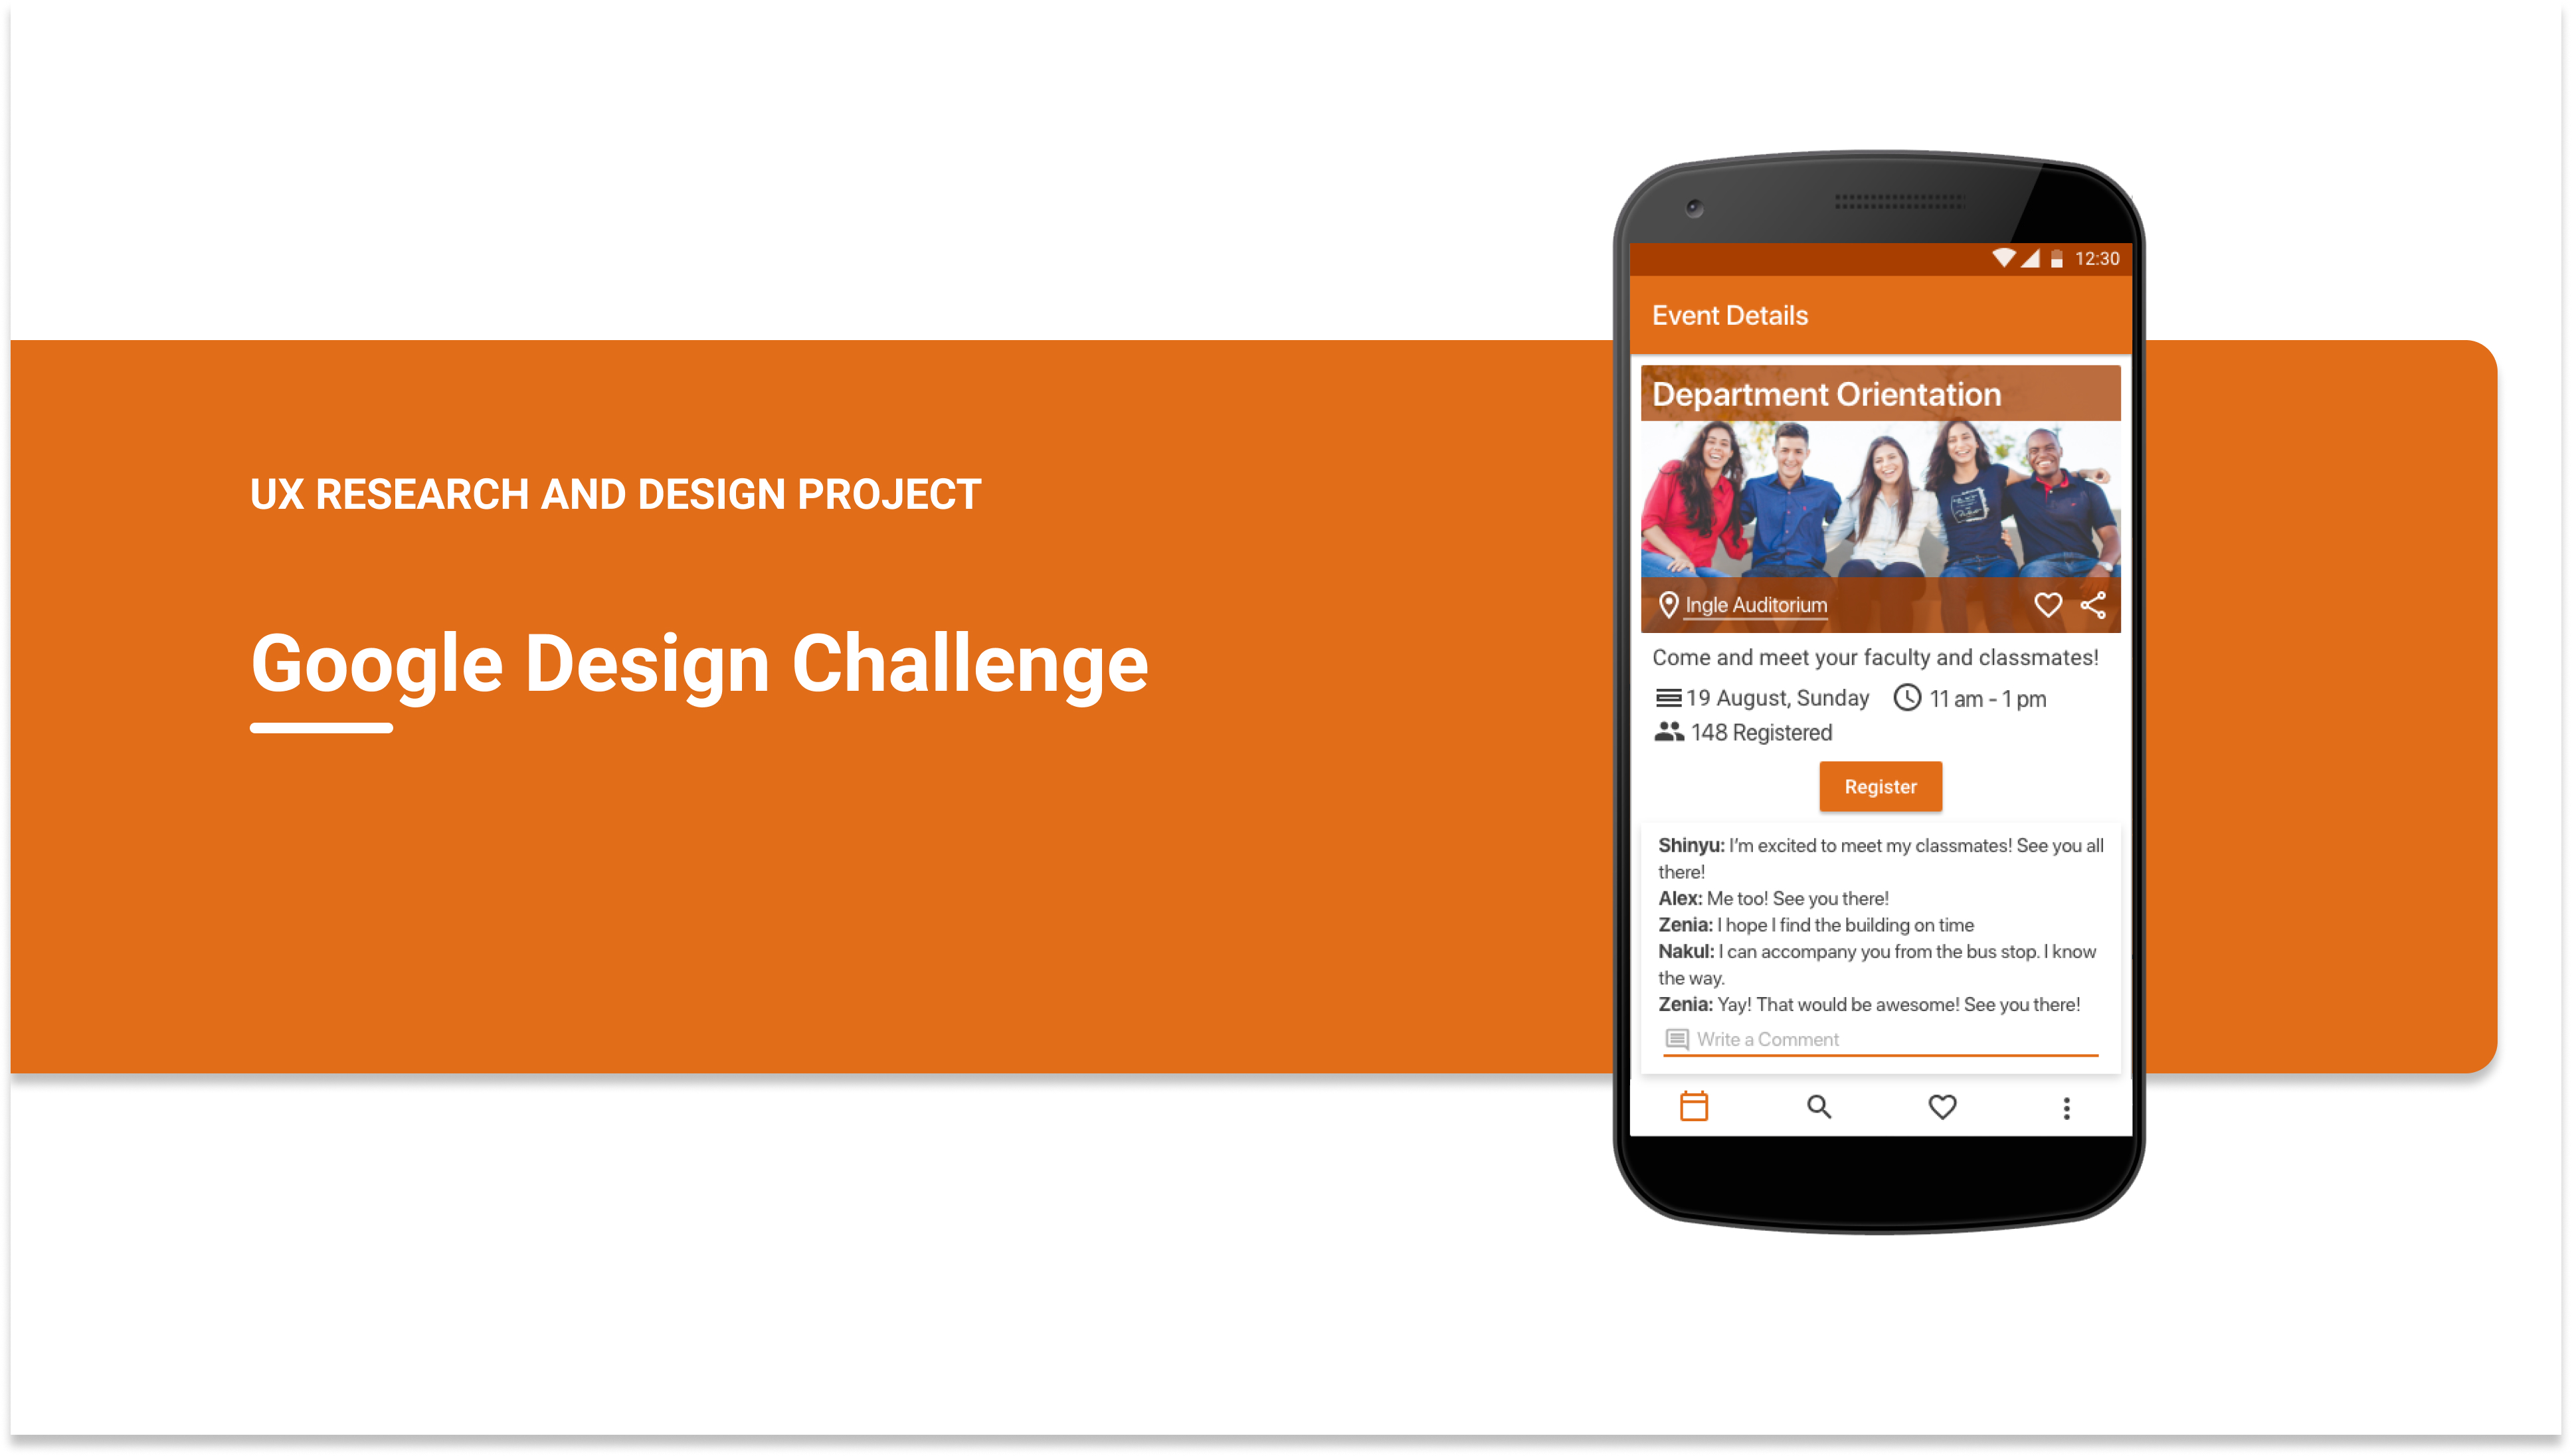 UX RESEARCH AND DESIGN PROJECT
Google Design Challenge
12:30
Event Details
Department Orientation
Ingle Auditorium
Come and meet your faculty and classmates!
19 August, Sunday 11 am - 1 pm
148 Registered
Register
Shinyu: I'm excited to meet my classmates! See you all
there!
Alex: Me too! See you there!
Zenia: I hope I find the building on time
Nakul: I can accompany you from the bus stop. I know
the way.
Zenia: Yay! That would be awesome! See you there!
Write a Comment